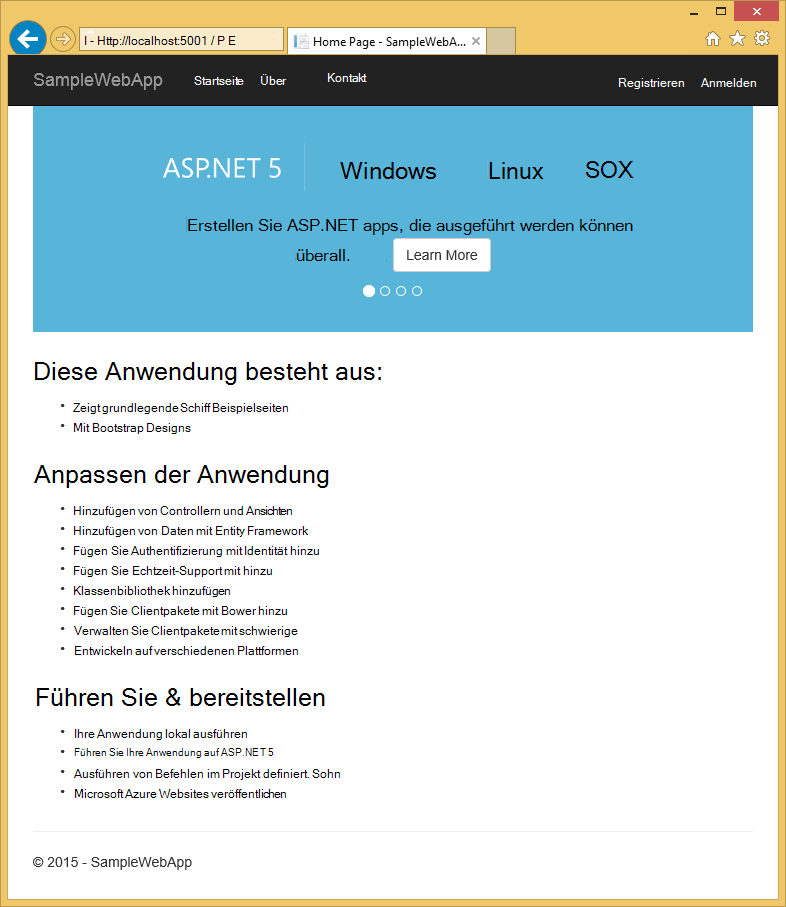 I - Http://localhost:5001 / P E
Home Page - SampleWebA...
SampleWebApp Startseite Über Kontakt Registrieren Anmelden
ASP.NET 5 Windows Linux SOX
Erstellen Sie ASP.NET apps, die ausgeführt werden können
überall. Learn More
Diese Anwendung besteht aus:
Zeigt grundlegende Schiff Beispielseiten
Mit Bootstrap Designs
Anpassen der Anwendung
Hinzufügen von Controllern und Ansichten
Hinzufügen von Daten mit Entity Framework
Fügen Sie Authentifizierung mit Identität hinzu
Fügen Sie Echtzeit-Support mit hinzu
Klassenbibliothek hinzufügen
Fügen Sie Clientpakete mit Bower hinzu
Verwalten Sie Clientpakete mit schwierige
Entwickeln auf verschiedenen Plattformen
Führen Sie & bereitstellen
Ihre Anwendung lokal ausführen
Führen Sie Ihre Anwendung auf ASP.NET 5
Ausführen von Befehlen im Projekt definiert. Sohn
Microsoft Azure Websites veröffentlichen
© 2015 - SampleWebApp